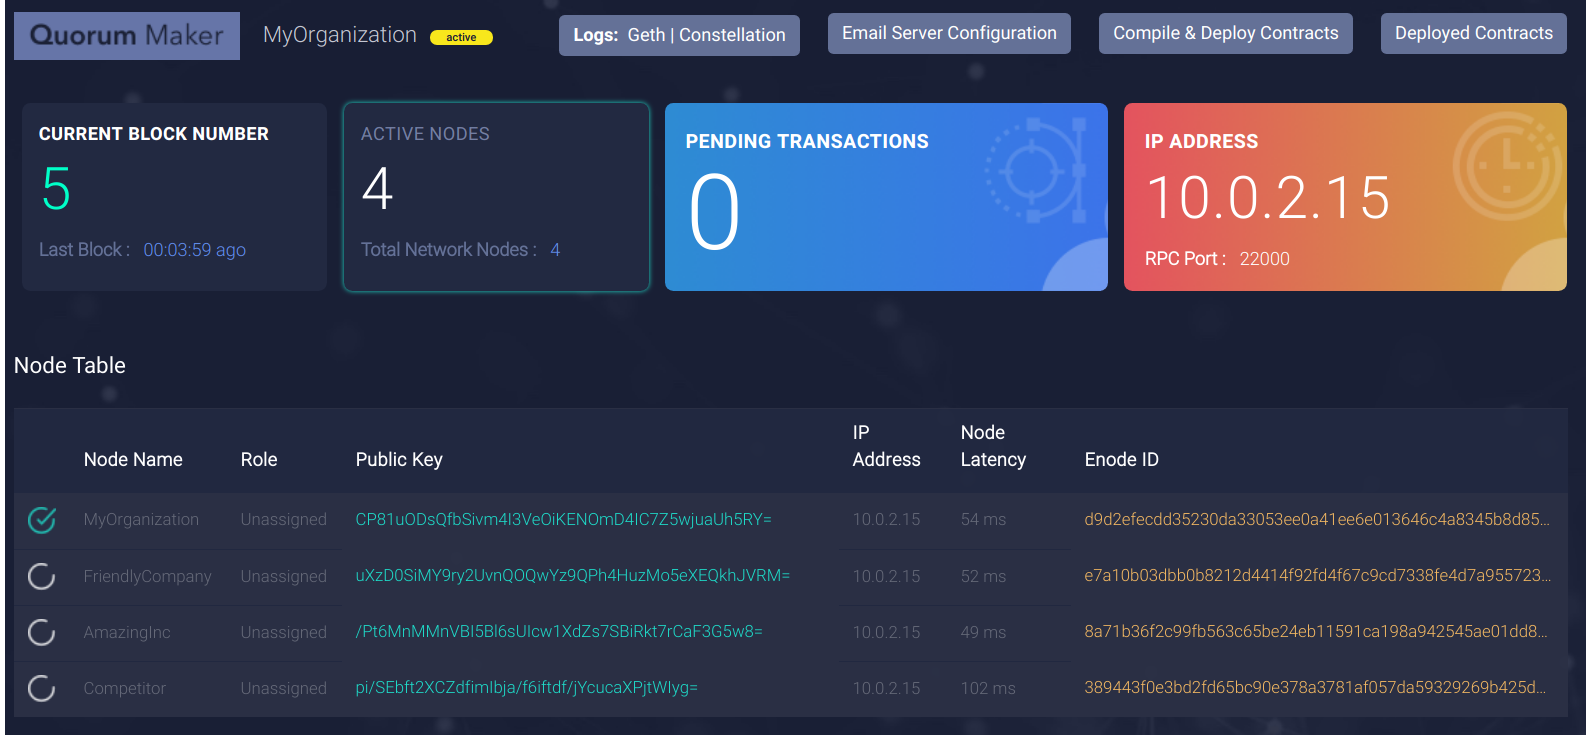 Quorum Maker MyOrganization active Logs: Geth | Constellation Email Server Configuration Compile & Deploy Contracts Deployed Contracts
CURRENT BLOCK NUMBER
5
Last Block : 00:03:59 ago
ACTIVE NODES
4
Total Network Nodes : 4
PENDING TRANSACTIONS
0
IP ADDRESS
10.0.2.15
RPC Port : 22000
Node Table
Node Name Role Public Key IP Address Node Latency Enode ID
MyOrganization Unassigned CP81uODsQfbSivm4I3VeOiKENOmD4IC7Z5wjuaUh5RY= 10.0.2.15 54 ms d9d2efecdd35230da33053ee0a41ee6e013646c4a8345b8d85...
FriendlyCompany Unassigned uXzD0SiMY9ry2UvnQOQwYz9QPh4HuzMo5eXEQkhJVRM= 10.0.2.15 52 ms e7a10b03dbb0b8212d4414f92fd4f67c9cd7338fe4d7a955723...
AmazingInc Unassigned /Pt6MnMMnVBI5Bl6sUIcw1XdZs7SBiRkt7rCaF3G5w8= 10.0.2.15 49 ms 8a71b36f2c99fb563c65be24eb11591ca198a942545ae01dd8...
Competitor Unassigned pi/SEbft2XCZdfimIbja/f6iftdf/jYcucaXPjtWIyg= 10.0.2.15 102 ms 389443f0e3bd2fd65bc90e378a3781af057da59329269b425d...